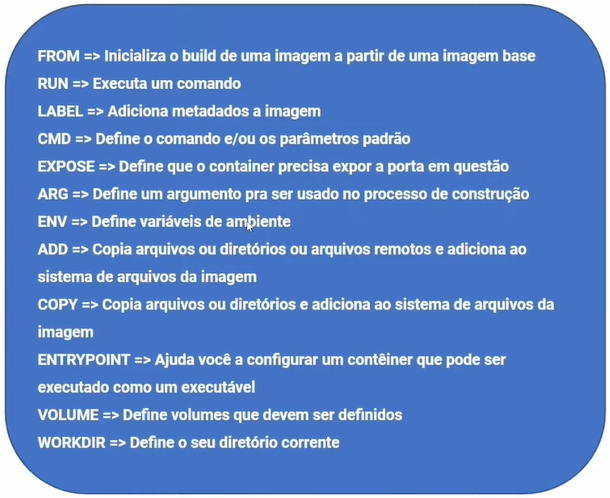 FROM => Inicializa o build de uma imagem a partir de uma imagem base
RUN => Executa um comando
LABEL => Adiciona metadados a imagem
CMD => Define o comando e/ou os parâmetros padrão
EXPOSE => Define que o container precisa expor a porta em questão
ARG => Define um argumento pra ser usado no processo de construção
ENV => Define variáveis de ambiente
ADD => Copia arquivos ou diretórios ou arquivos remotos e adiciona ao
sistema de arquivos da imagem
COPY => Copia arquivos ou diretórios e adiciona ao sistema de arquivos da
imagem
ENTRYPOINT => Ajuda você a configurar um contêiner que pode ser
executado como um executável
VOLUME => Define volumes que devem ser definidos
WORKDIR => Define o seu diretório corrente